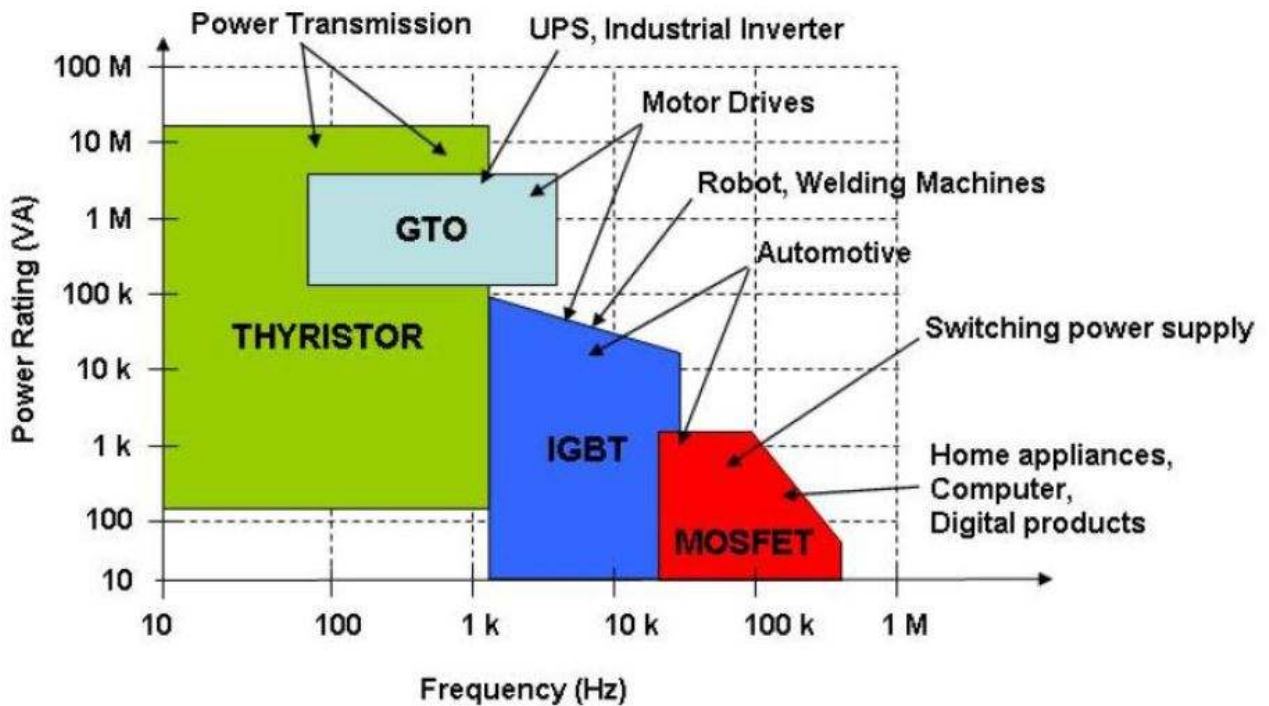 Power Transmission
UPS, Industrial Inverter
100 M
Motor Drives
10 M
Robot, Welding Machines
1 M
GTO
Automotive
100 k
THYRISTOR
Switching power supply
10 k
1 k
IGBT
Home appliances,
Computer,
Digital products
100
MOSFET
10
Power Rating (VA)
10
100
1 k
10 k
100 k
1 M
Frequency (Hz)